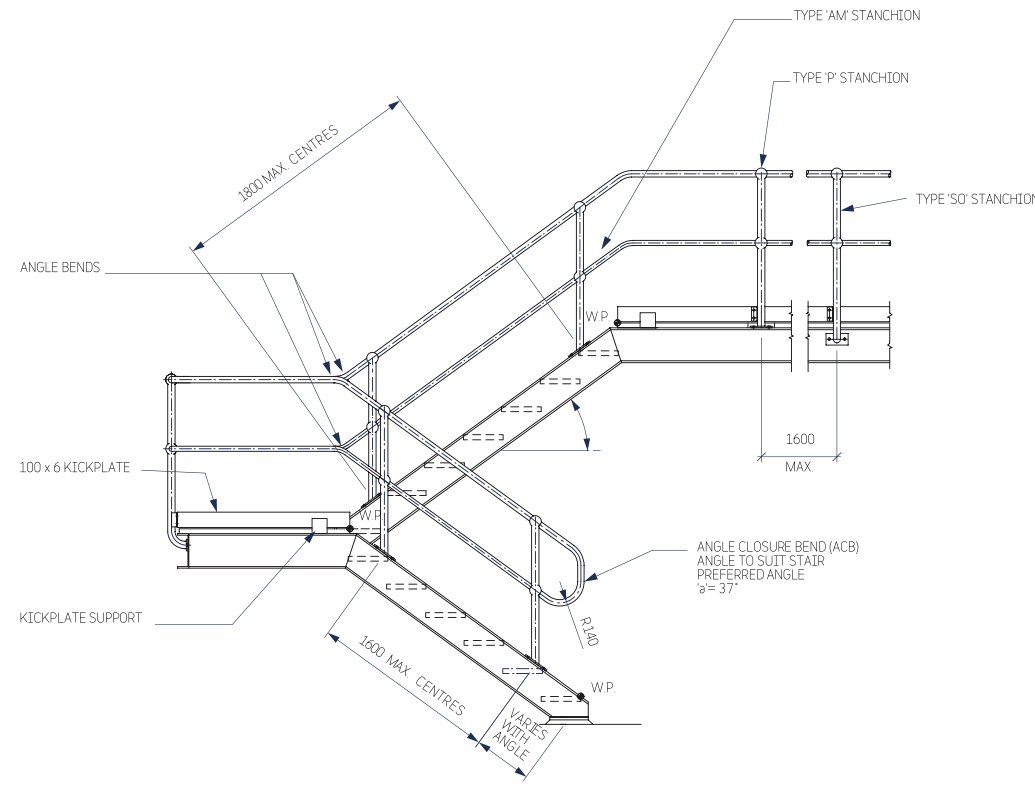 TYPE 'AM' STANCHION
TYPE 'P' STANCHION
1800 MAX. CENTRES
TYPE 'SO' STANCHION
ANGLE BENDS
W.P.
1600
MAX.
100 x 6 KICKPLATE
W.P.
ANGLE CLOSURE BEND (ACB)
ANGLE TO SUIT STAIR
PREFERRED ANGLE
'a'= 37°
KICKPLATE SUPPORT
R140
1600 MAX. CENTRES
W.P.
VARIES
WITH
ANGLE